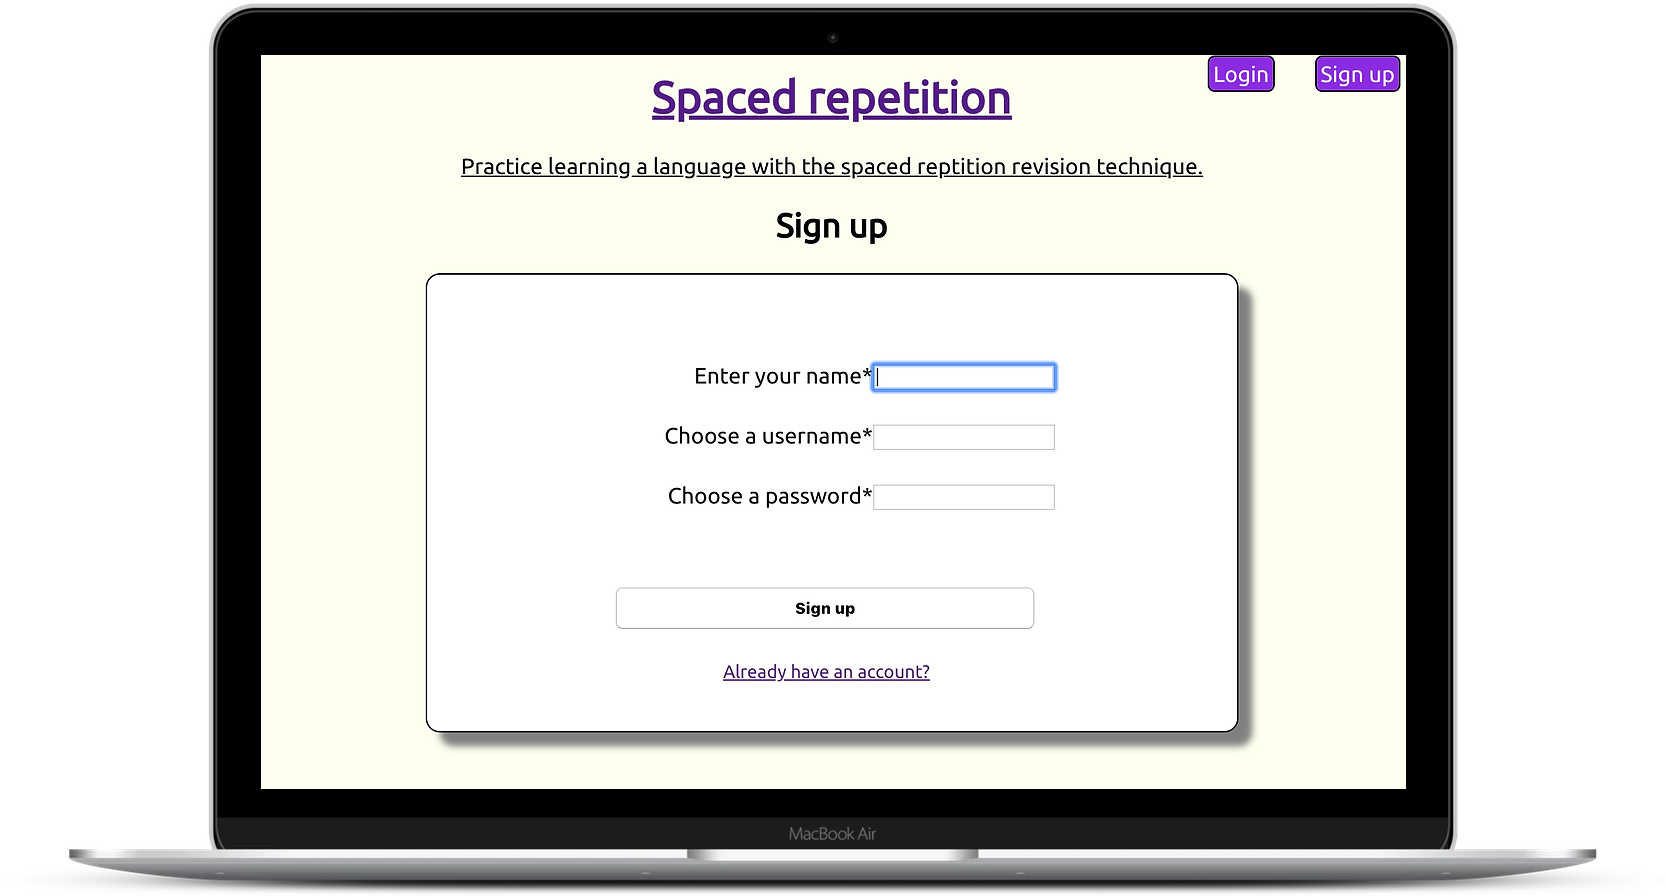 Login
Sign up
Spaced repetition
Practice learning a language with the spaced reptition revision technique.
Sign up
Enter your name*
Choose a username*
Choose a password*
Sign up
Already have an account?
MacBook Air